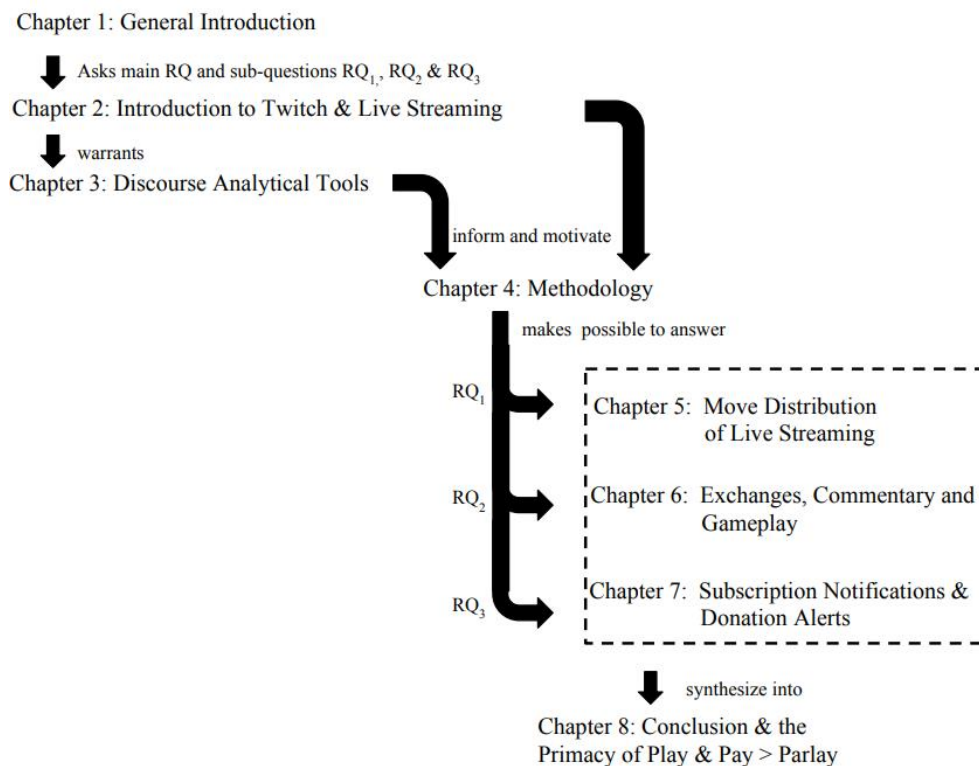 Chapter 1: General Introduction
Asks main RQ and sub-questions RQ1,, RQ2 & RQ3
Chapter 2: Introduction to Twitch & Live Streaming
warrants
Chapter 3: Discourse Analytical Tools
inform and motivate
Chapter 4: Methodology
makes possible to answer
RQ1
Chapter 5: Move Distribution
of Live Streaming
RQ2
Chapter 6: Exchanges, Commentary and
Gameplay
RQ3
Chapter 7: Subscription Notifications &
Donation Alerts
synthesize into
Chapter 8: Conclusion & the
Primacy of Play & Pay > Parlay